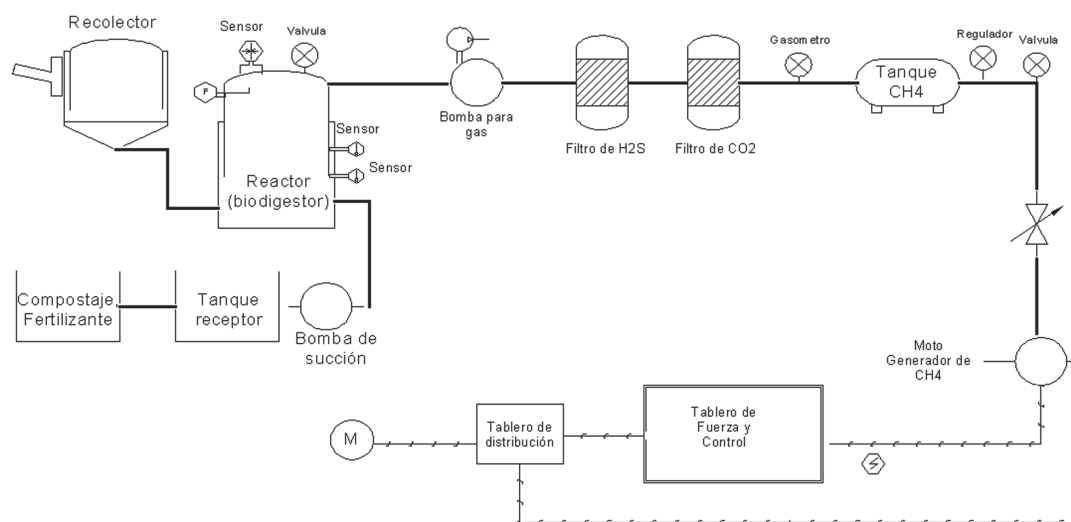 Recolector
Sensor
Valvula
F
Sensor
Sensor
Reactor
(biodigestor)
Bomba para
gas
Filtro de H2S
Filtro de CO2
Gasometro
Tanque
CH4
Regulador
Valvula
Compostaje
Fertilizante
Tanque
receptor
Bomba de
succión
Moto
Generador de
CH4
M
Tablero de
distribución
Tablero de
Fuerza y
Control